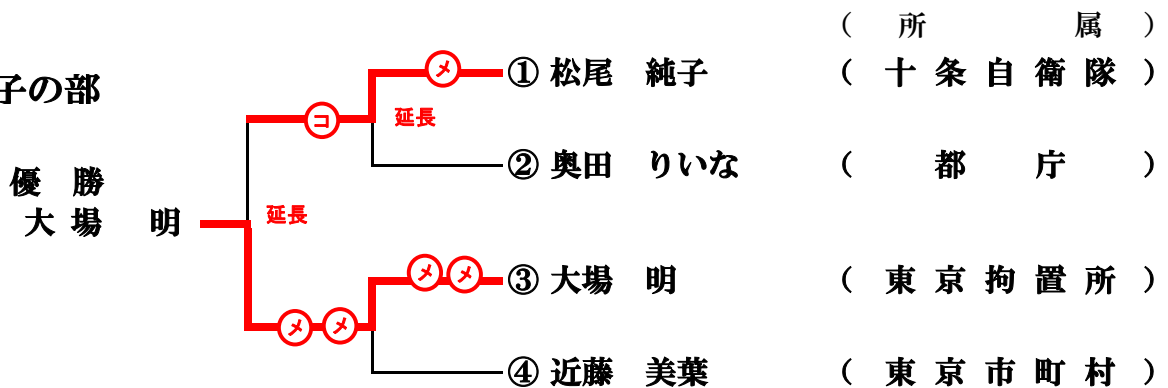 （所　属）
①松尾　純子（十条自衛隊）
メ
子の部
コ
延長
②奥田　りいな（都庁）
優勝
大場　明
延長
③大場　明（東京拘置所）
メメ
メメ
④近藤　美葉（東京市町村）